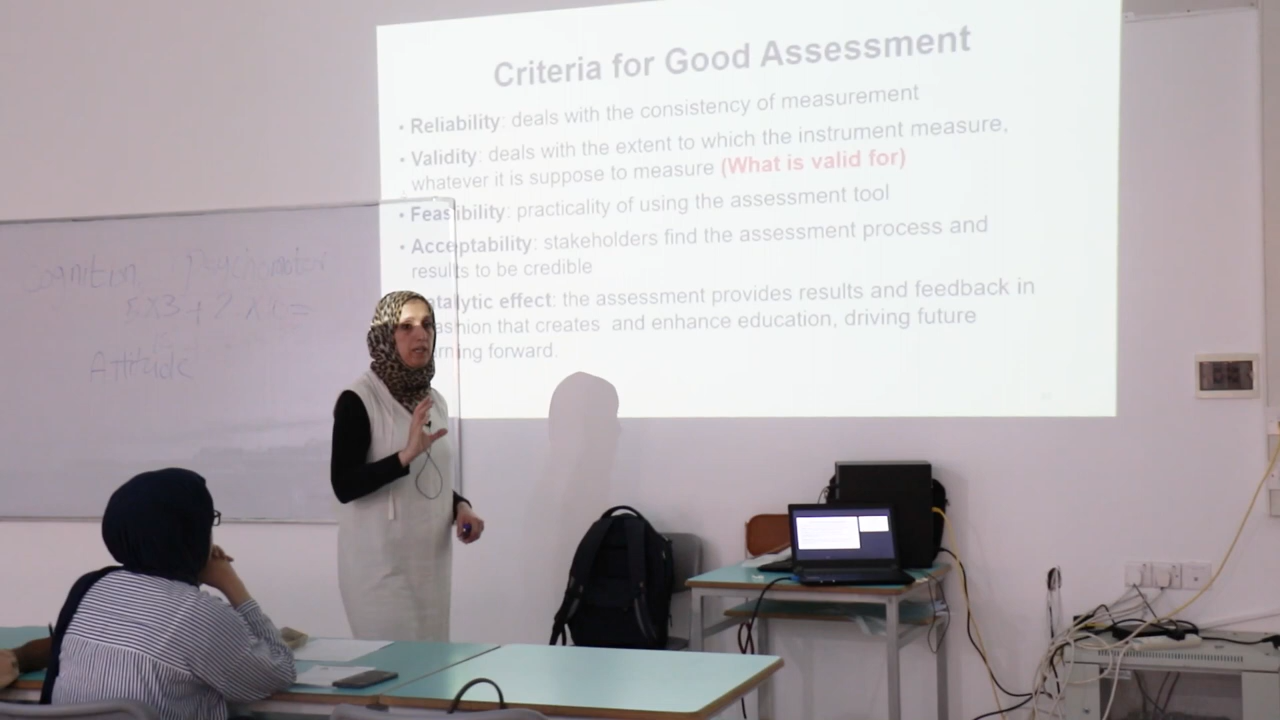 Criteria for Good Assessment
• Reliability: deals with the consistency of measurement
• Validity: deals with the extent to which the instrument measure,
whatever it is suppose to measure (What is valid for)
• Feasibility: practicality of using the assessment tool
• Acceptability: stakeholders find the assessment process and
results to be credible
effect: the assessment provides results and feedback in
that creates and enhance education, driving future
forward.
Cognition Psychomotor
Attitude